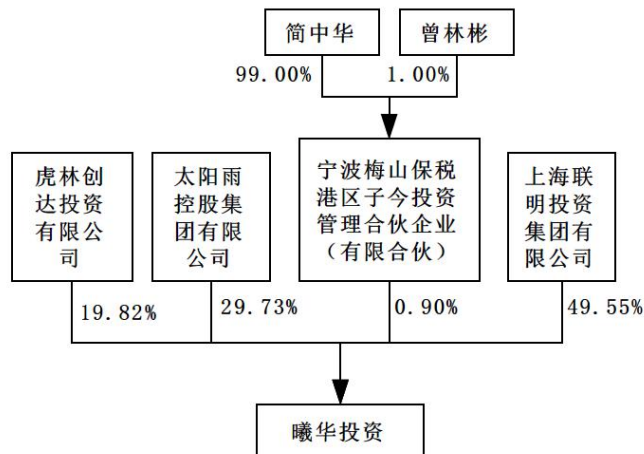 简中华
曾林彬
99.00%
1.00%
虎林创
达投资
有限公
司
太阳雨
控股集
团有限
公司
宁波梅山保税
港区子今投资
管理合伙企业
（有限合伙）
上海联
明投资
集团有
限公司
19.82%
29.73%
0.90%
49.55%
曦华投资